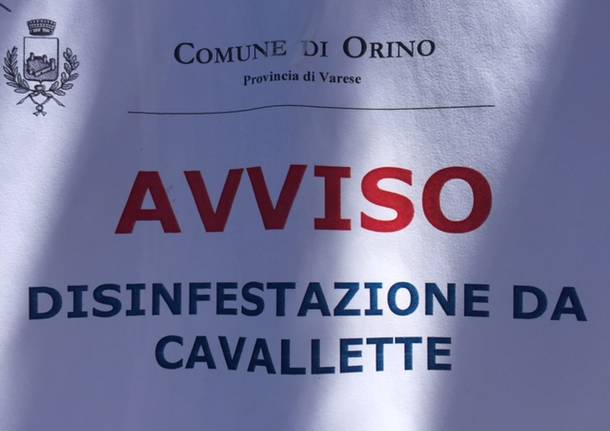 COMUNE DI ORINO
Provincia di Varese
AVVISO
DISINFESTAZIONE DA
CAVALLETTE